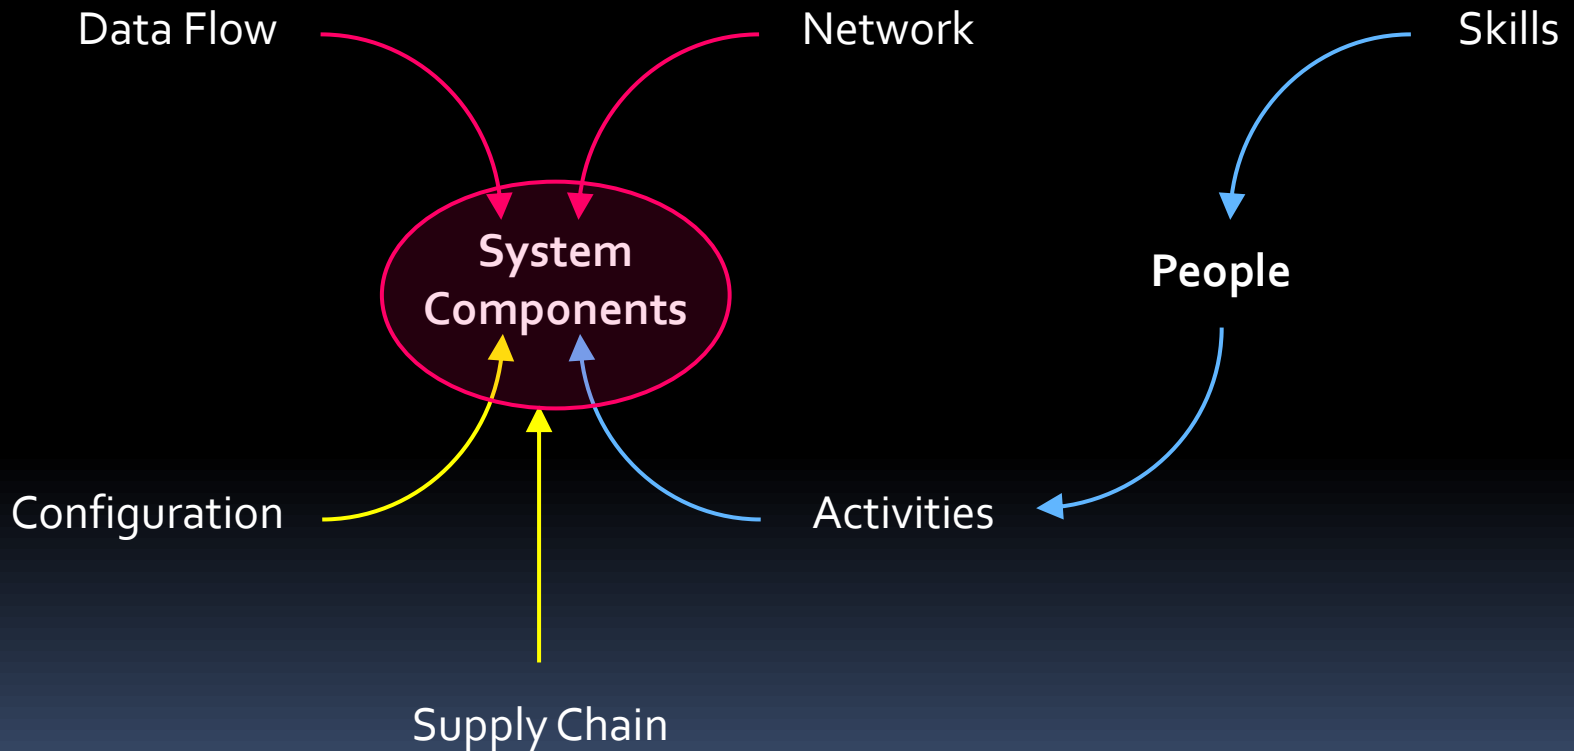 Data Flow
Network
Skills
System
Components
People
Configuration
Activities
Supply Chain